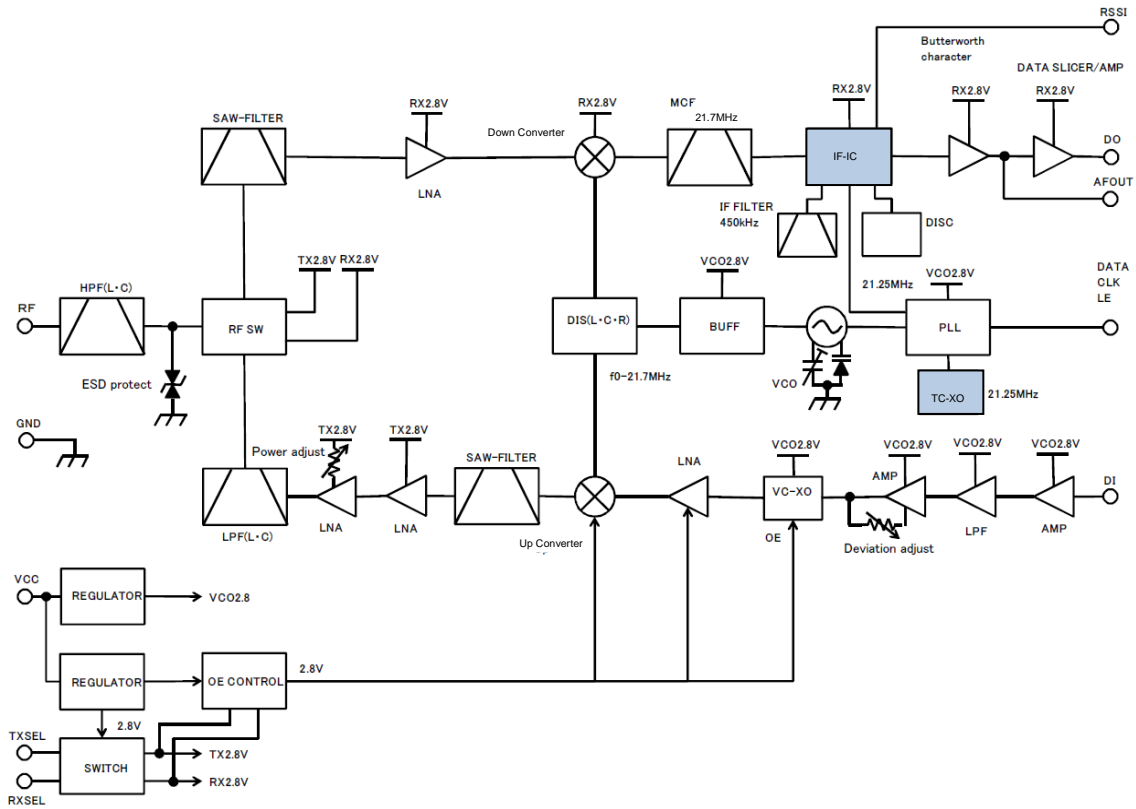 RSSI
Butterworth
character
DATA SLICER/AMP
SAW-FILTER
RX2.8V
Down Converter
RX2.8V
MCF
21.7MHz
RX2.8V
RX2.8V
RX2.8V
IF-IC
DO
LNA
AFOUT
IF FILTER
450kHz
DISC
TX2.8V
RX2.8V
VCO2.8V
21.25MHz
VCO2.8V
DATA
CLK
LE
HPF(L・C)
RF
RF SW
DIS(L・C・R)
BUFF
PLL
ESD protect
f0-21.7MHz
VCO
TC-XO
21.25MHz
GND
Power adjust
TX2.8V
TX2.8V
SAW-FILTER
LNA
VCO2.8V
VCO2.8V
VCO2.8V
VCO2.8V
AMP
VC-XO
DI
LNA
LNA
LPF(L・C)
Up Converter
OE
LPF
AMP
Deviation adjust
VCC
REGULATOR
VCO2.8
REGULATOR
OE CONTROL
2.8V
2.8V
TXSEL
SWITCH
TX2.8V
RX2.8V
RXSEL